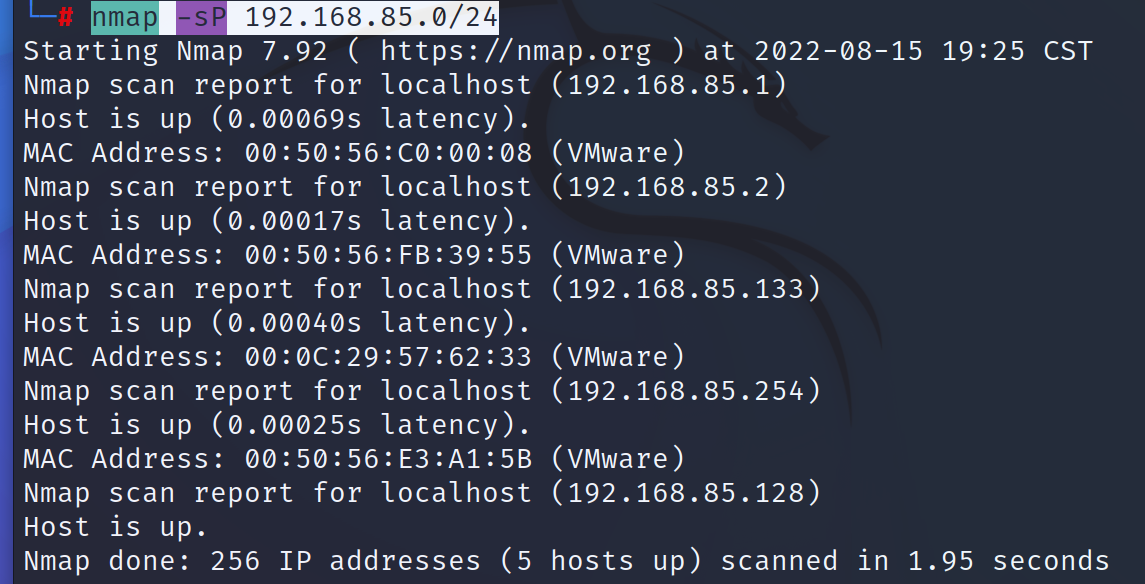 └─# nmap -sP 192.168.85.0/24
Starting Nmap 7.92 ( https://nmap.org ) at 2022-08-15 19:25 CST
Nmap scan report for localhost (192.168.85.1)
Host is up (0.00069s latency).
MAC Address: 00:50:56:C0:00:08 (VMware)
Nmap scan report for localhost (192.168.85.2)
Host is up (0.00017s latency).
MAC Address: 00:50:56:FB:39:55 (VMware)
Nmap scan report for localhost (192.168.85.133)
Host is up (0.00040s latency).
MAC Address: 00:0C:29:57:62:33 (VMware)
Nmap scan report for localhost (192.168.85.254)
Host is up (0.00025s latency).
MAC Address: 00:50:56:E3:A1:5B (VMware)
Nmap scan report for localhost (192.168.85.128)
Host is up.
Nmap done: 256 IP addresses (5 hosts up) scanned in 1.95 seconds